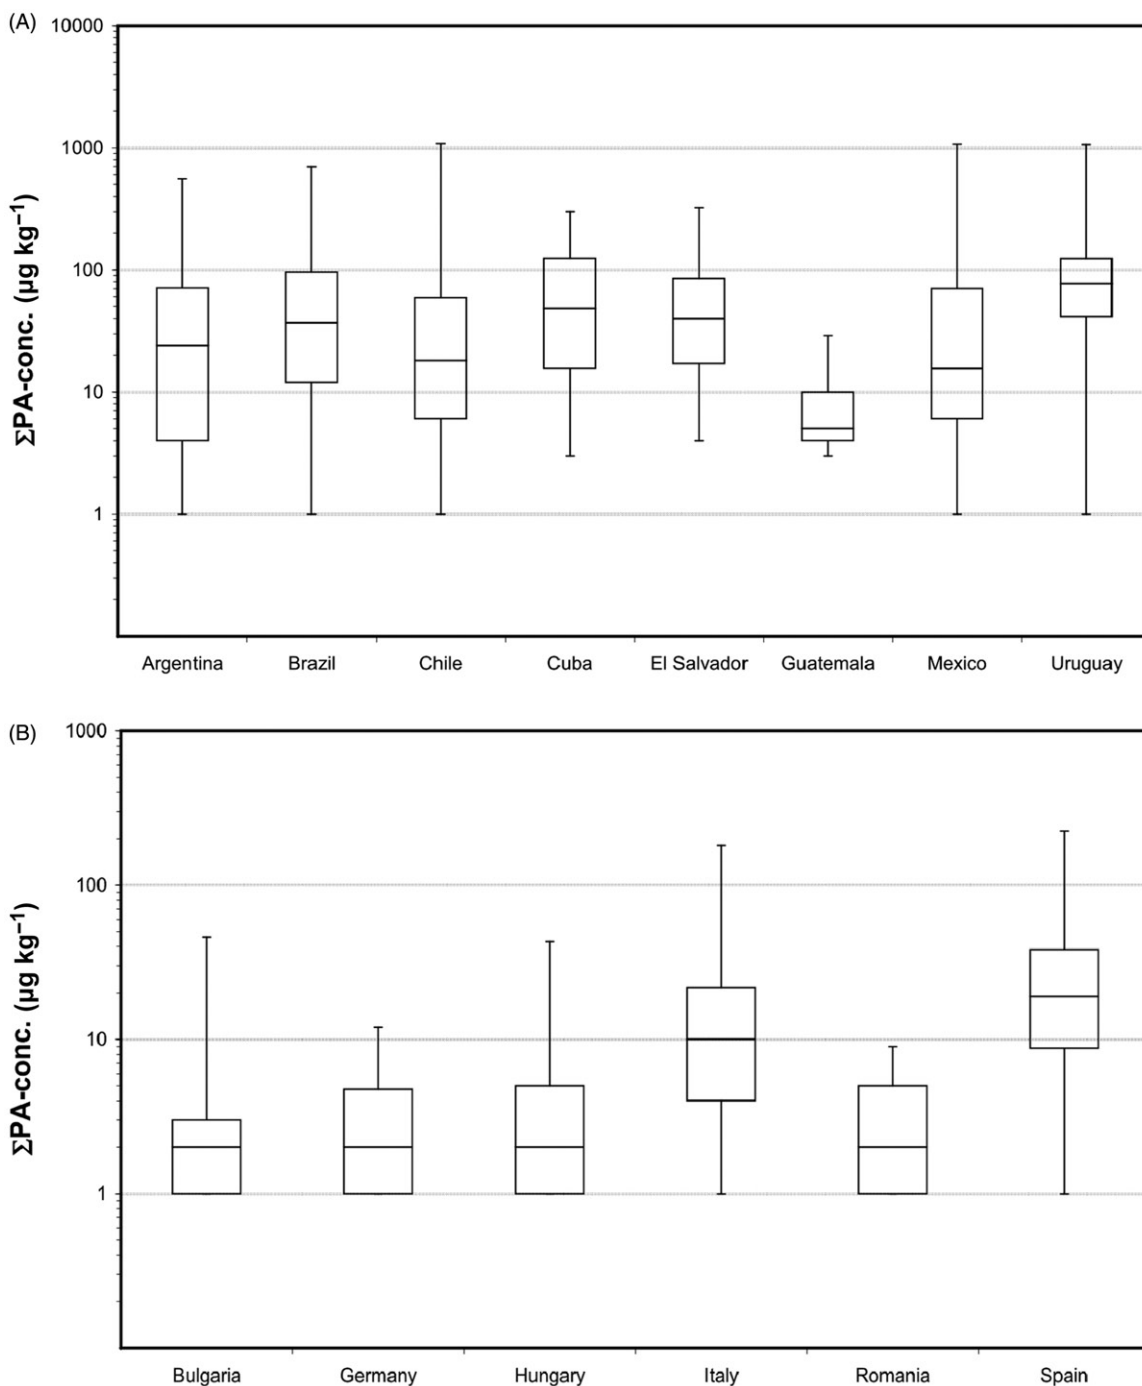 (A)
10000
1000
100
10
1
ΣPA-conc. (µg kg⁻¹)
Argentina Brazil Chile Cuba El Salvador Guatemala Mexico Uruguay
(B)
1000
100
10
1
ΣPA-conc. (µg kg⁻¹)
Bulgaria Germany Hungary Italy Romania Spain